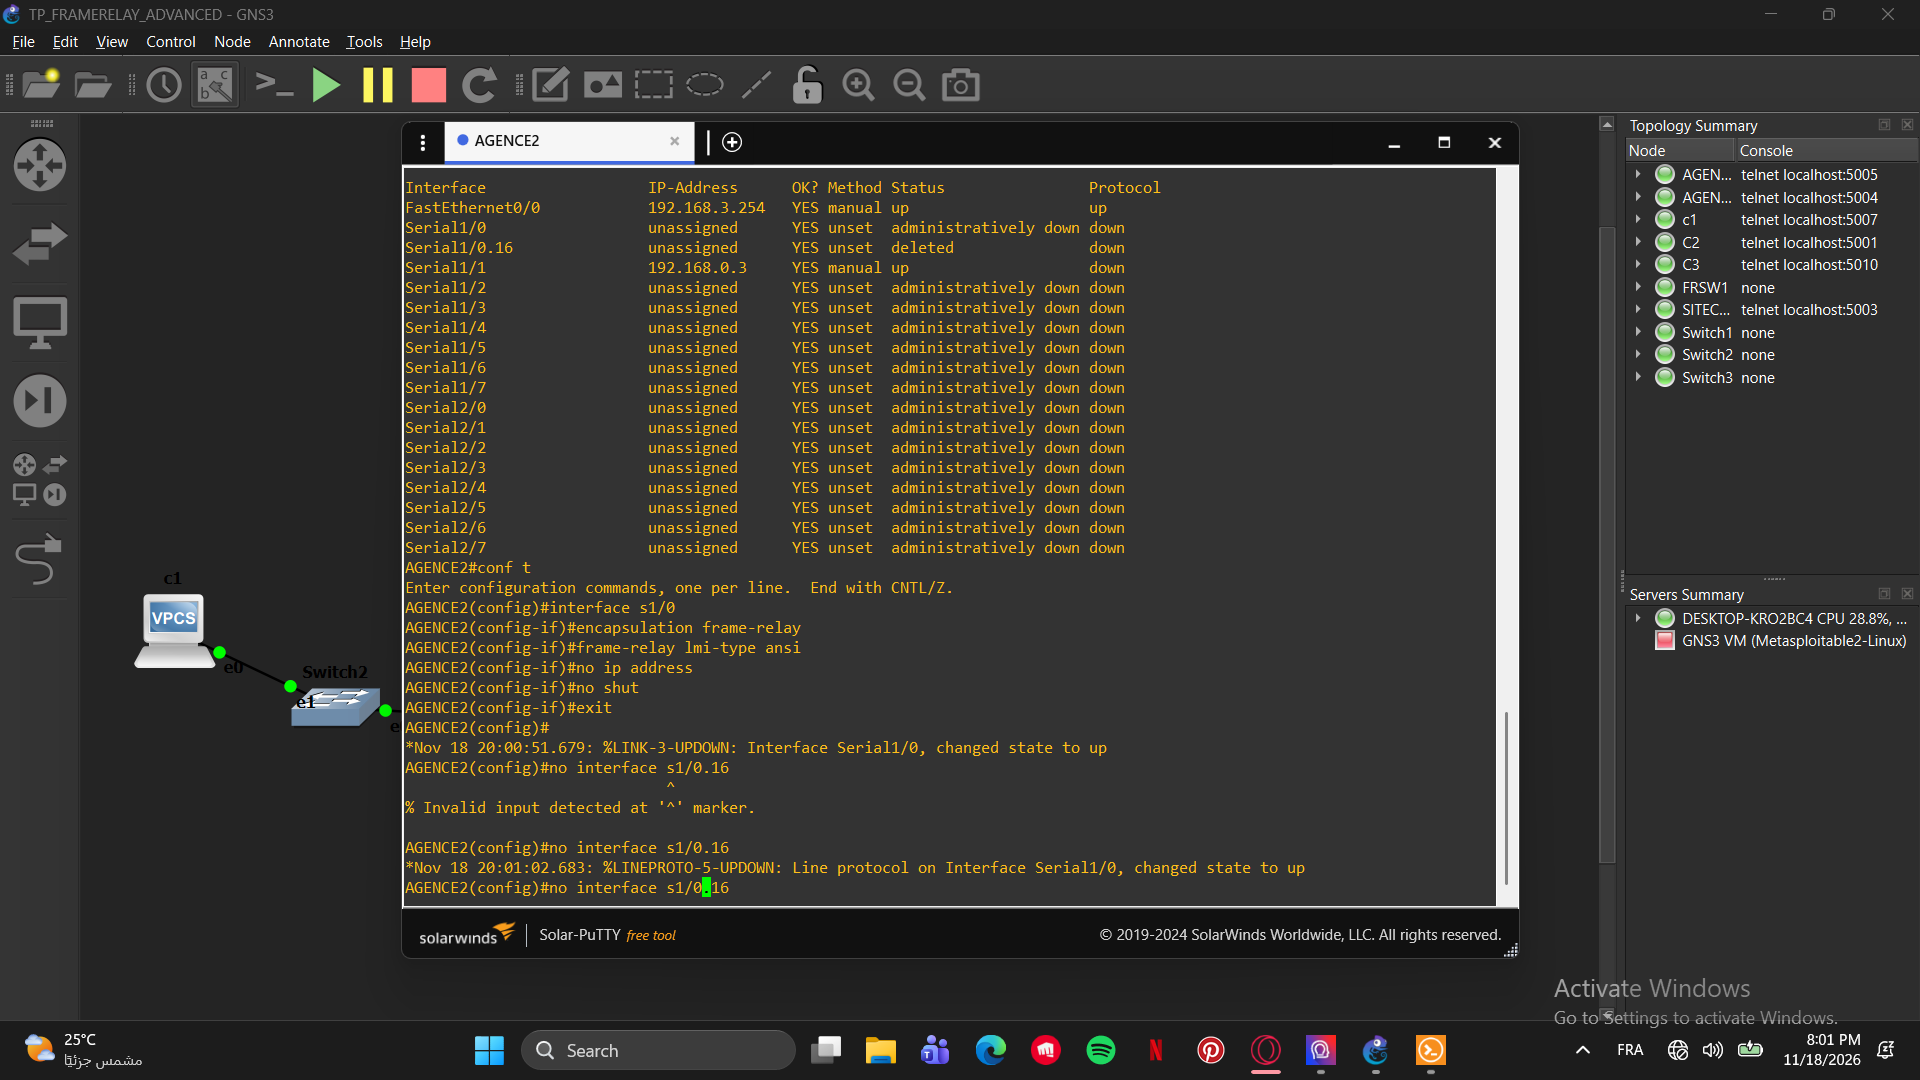 TP_FRAMERELAY_ADVANCED - GNS3
File Edit View Control Node Annotate Tools Help
AGENCE2
Interface IP-Address OK? Method Status Protocol
FastEthernet0/0 192.168.3.254 YES manual up up
Serial1/0 unassigned YES unset administratively down down
Serial1/0.16 unassigned YES unset deleted down
Serial1/1 192.168.0.3 YES manual up down
Serial1/2 unassigned YES unset administratively down down
Serial1/3 unassigned YES unset administratively down down
Serial1/4 unassigned YES unset administratively down down
Serial1/5 unassigned YES unset administratively down down
Serial1/6 unassigned YES unset administratively down down
Serial1/7 unassigned YES unset administratively down down
Serial2/0 unassigned YES unset administratively down down
Serial2/1 unassigned YES unset administratively down down
Serial2/2 unassigned YES unset administratively down down
Serial2/3 unassigned YES unset administratively down down
Serial2/4 unassigned YES unset administratively down down
Serial2/5 unassigned YES unset administratively down down
Serial2/6 unassigned YES unset administratively down down
Serial2/7 unassigned YES unset administratively down down
AGENCE2#conf t
Enter configuration commands, one per line. End with CNTL/Z.
AGENCE2(config)#interface s1/0
AGENCE2(config-if)#encapsulation frame-relay
AGENCE2(config-if)#frame-relay lmi-type ansi
AGENCE2(config-if)#no ip address
AGENCE2(config-if)#no shut
AGENCE2(config-if)#exit
AGENCE2(config)#
*Nov 18 20:00:51.679: %LINK-3-UPDOWN: Interface Serial1/0, changed state to up
AGENCE2(config)#no interface s1/0.16
^
% Invalid input detected at '^' marker.
AGENCE2(config)#no interface s1/0.16
*Nov 18 20:01:02.683: %LINEPROTO-5-UPDOWN: Line protocol on Interface Serial1/0, changed state to up
AGENCE2(config)#no interface s1/0.16
solarwinds Solar-PuTTY free tool
© 2019-2024 SolarWinds Worldwide, LLC. All rights reserved.
c1
VPCS
e0
Switch2
e1
e
Topology Summary
Node Console
AGEN... telnet localhost:5005
AGEN... telnet localhost:5004
c1 telnet localhost:5007
C2 telnet localhost:5001
C3 telnet localhost:5010
FRSW1 none
SITEC... telnet localhost:5003
Switch1 none
Switch2 none
Switch3 none
Servers Summary
DESKTOP-KRO2BC4 CPU 28.8%, ...
GNS3 VM (Metasploitable2-Linux)
Activate Windows
Go to Settings to activate Windows.
25°C
مشمس جزئيًا
Search
FRA
8:01 PM
11/18/2026